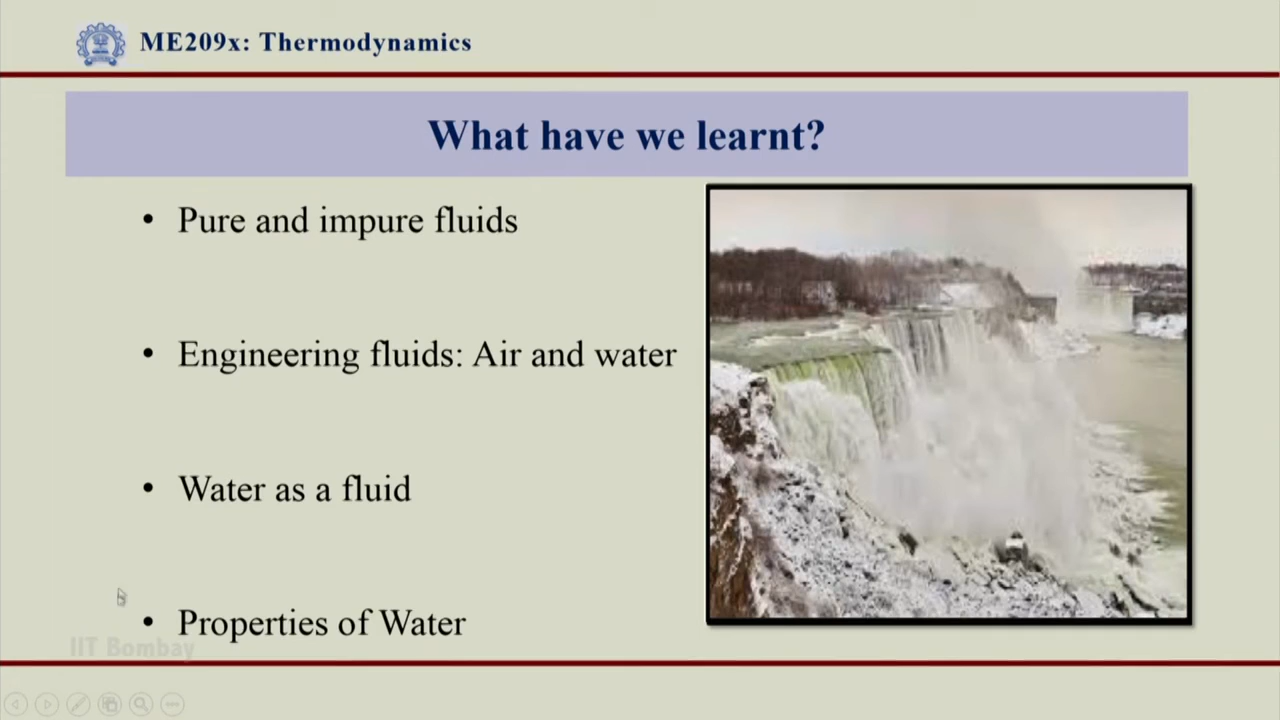 ME209x: Thermodynamics
What have we learnt?
• Pure and impure fluids
• Engineering fluids: Air and water
• Water as a fluid
• Properties of Water
IIT Bombay